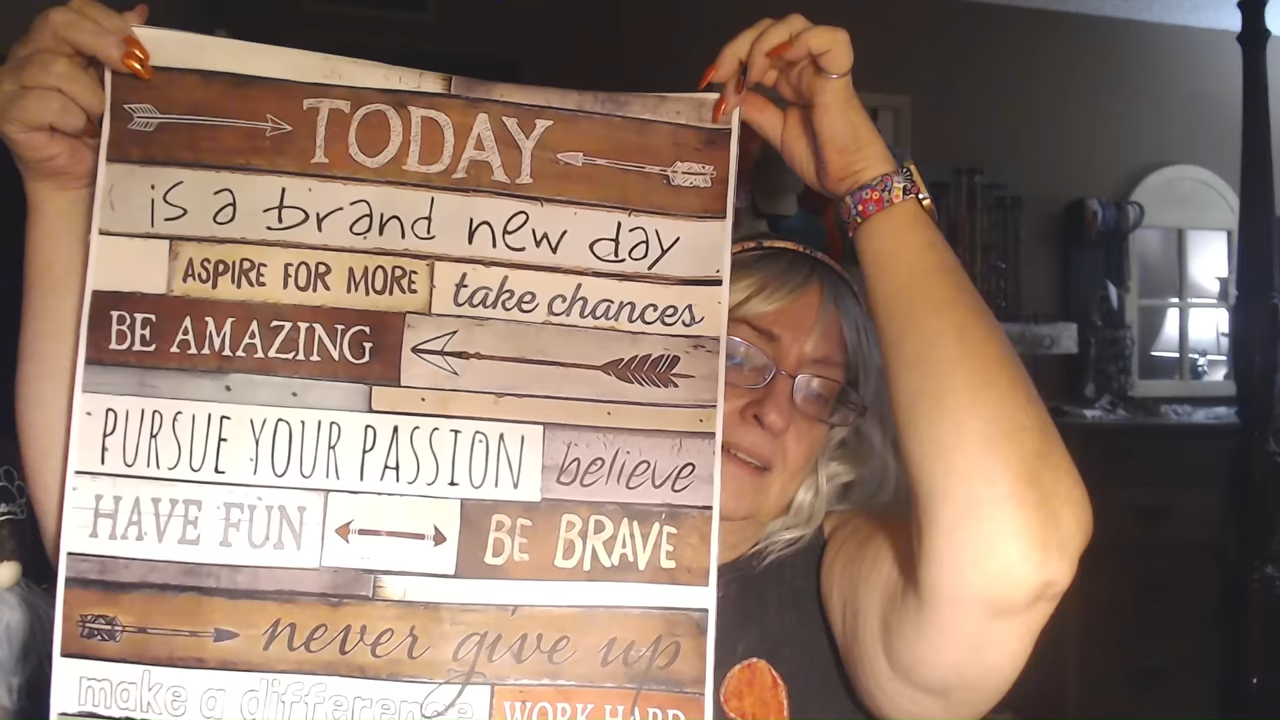 TODAY
is a brand new day
ASPIRE FOR MORE take chances
BE AMAZING
PURSUE YOUR PASSION believe
HAVE FUN BE BRAVE
never give up
make a difference WORK HARD